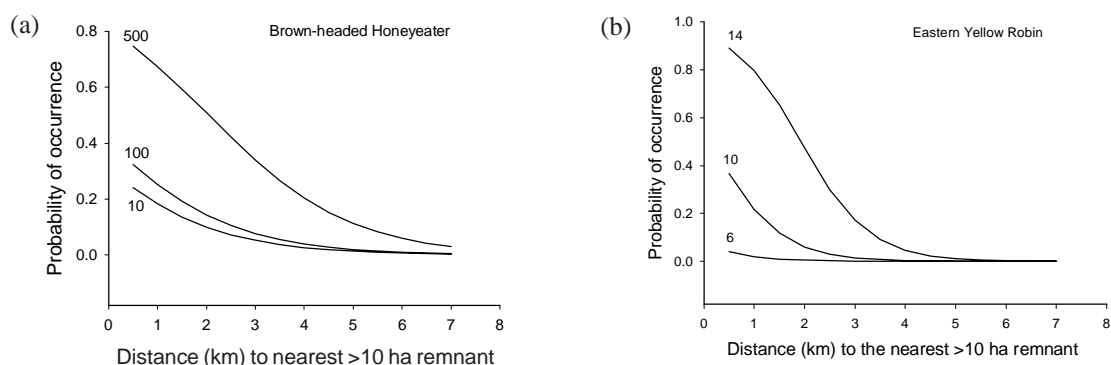 (a)
Brown-headed Honeyeater
Probability of occurrence
0.8
0.6
0.4
0.2
0.0
500
100
10
0 1 2 3 4 5 6 7 8
Distance (km) to nearest >10 ha remnant
(b)
Eastern Yellow Robin
Probability of occurrence
1.0
0.8
0.6
0.4
0.2
0.0
14
10
6
0 1 2 3 4 5 6 7 8
Distance (km) to the nearest >10 ha remnant